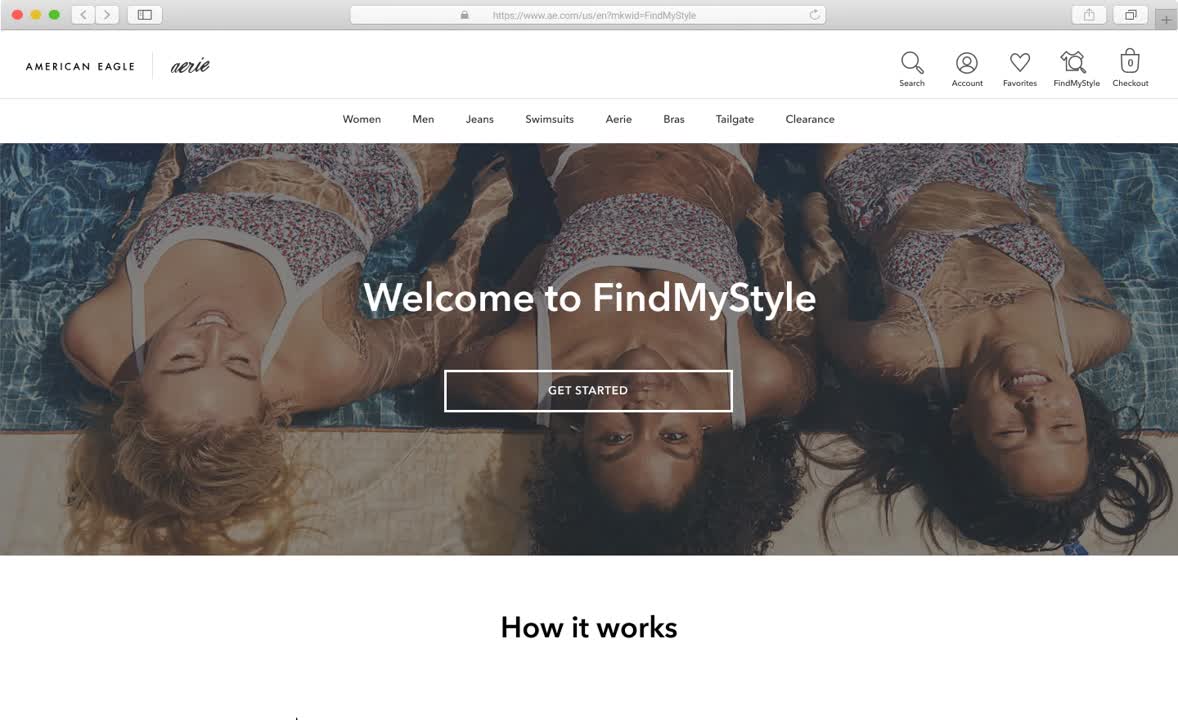 https://www.ae.com/us/en?mkwid=FindMyStyle
AMERICAN EAGLE
aerie
Search
Account
Favorites
FindMyStyle
0
Checkout
Women
Men
Jeans
Swimsuits
Aerie
Bras
Tailgate
Clearance
Welcome to FindMyStyle
GET STARTED
How it works